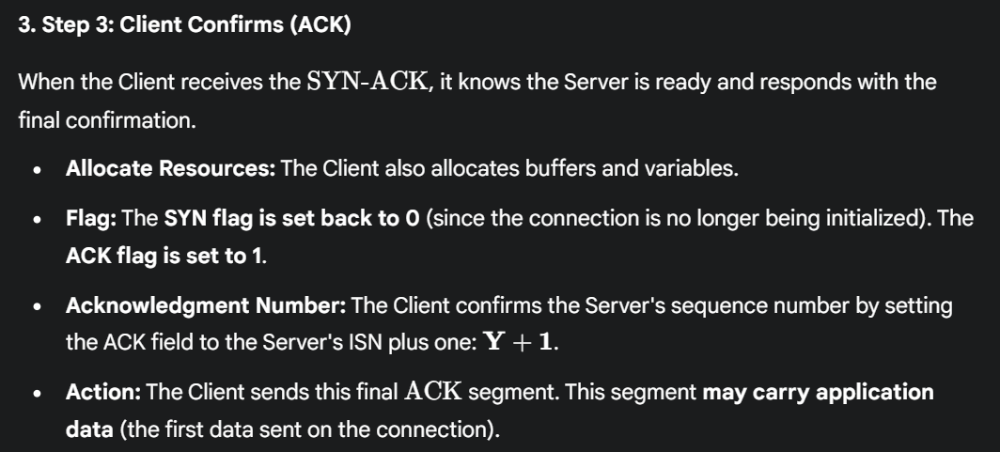 3. Step 3: Client Confirms (ACK)
When the Client receives the SYN-ACK, it knows the Server is ready and responds with the
final confirmation.
• Allocate Resources: The Client also allocates buffers and variables.
• Flag: The SYN flag is set back to 0 (since the connection is no longer being initialized). The
ACK flag is set to 1.
• Acknowledgment Number: The Client confirms the Server's sequence number by setting
the ACK field to the Server's ISN plus one: Y + 1.
• Action: The Client sends this final ACK segment. This segment may carry application
data (the first data sent on the connection).